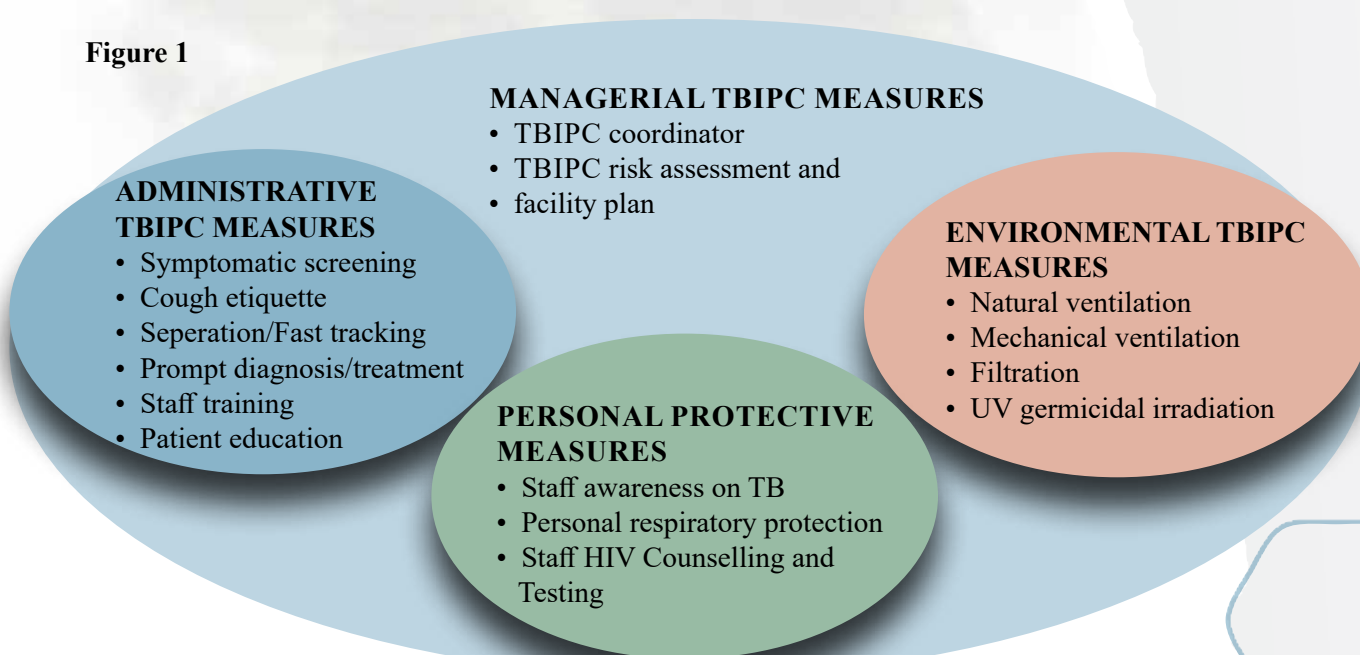 Figure 1
MANAGERIAL TBIPC MEASURES
• TBIPC coordinator
• TBIPC risk assessment and
• facility plan
ADMINISTRATIVE
TBIPC MEASURES
• Symptomatic screening
• Cough etiquette
• Seperation/Fast tracking
• Prompt diagnosis/treatment
• Staff training
• Patient education
PERSONAL PROTECTIVE
MEASURES
• Staff awareness on TB
• Personal respiratory protection
• Staff HIV Counselling and
Testing
ENVIRONMENTAL TBIPC
MEASURES
• Natural ventilation
• Mechanical ventilation
• Filtration
• UV germicidal irradiation